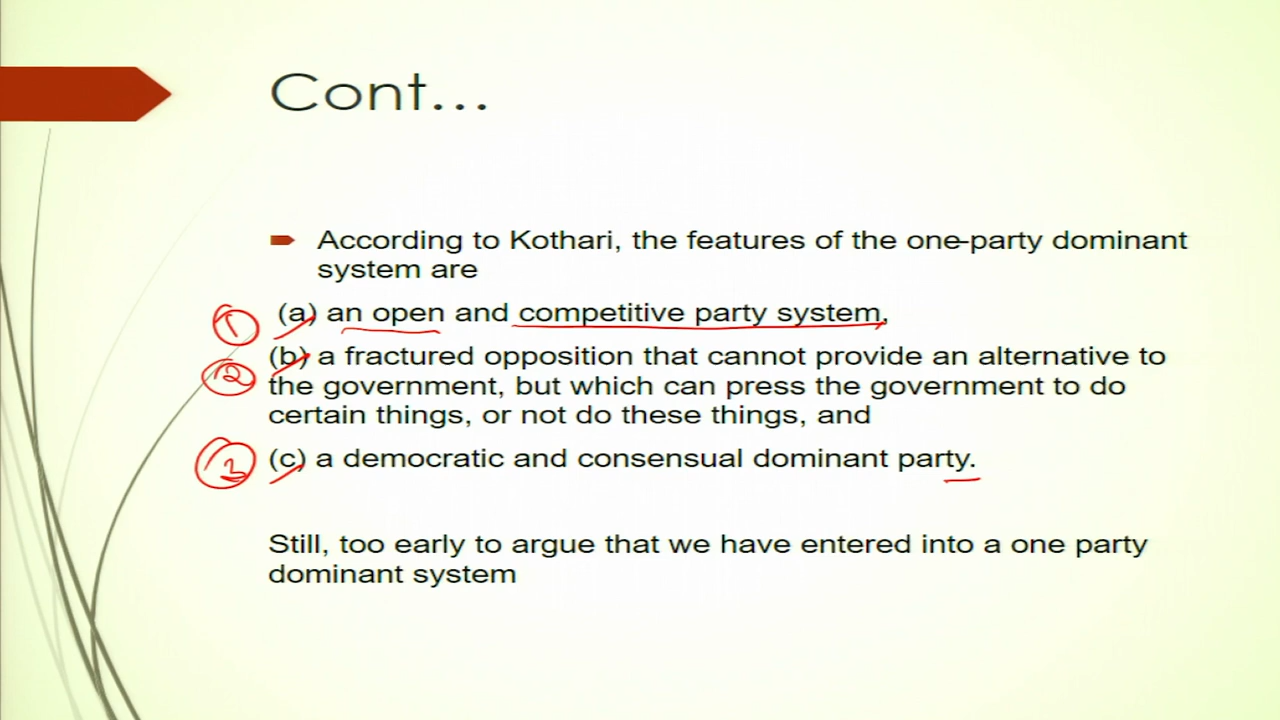 Cont...
According to Kothari, the features of the one-party dominant
system are
1 (a) an open and competitive party system,
2 (b) a fractured opposition that cannot provide an alternative to
the government, but which can press the government to do
certain things, or not do these things, and
3 (c) a democratic and consensual dominant party.
Still, too early to argue that we have entered into a one party
dominant system